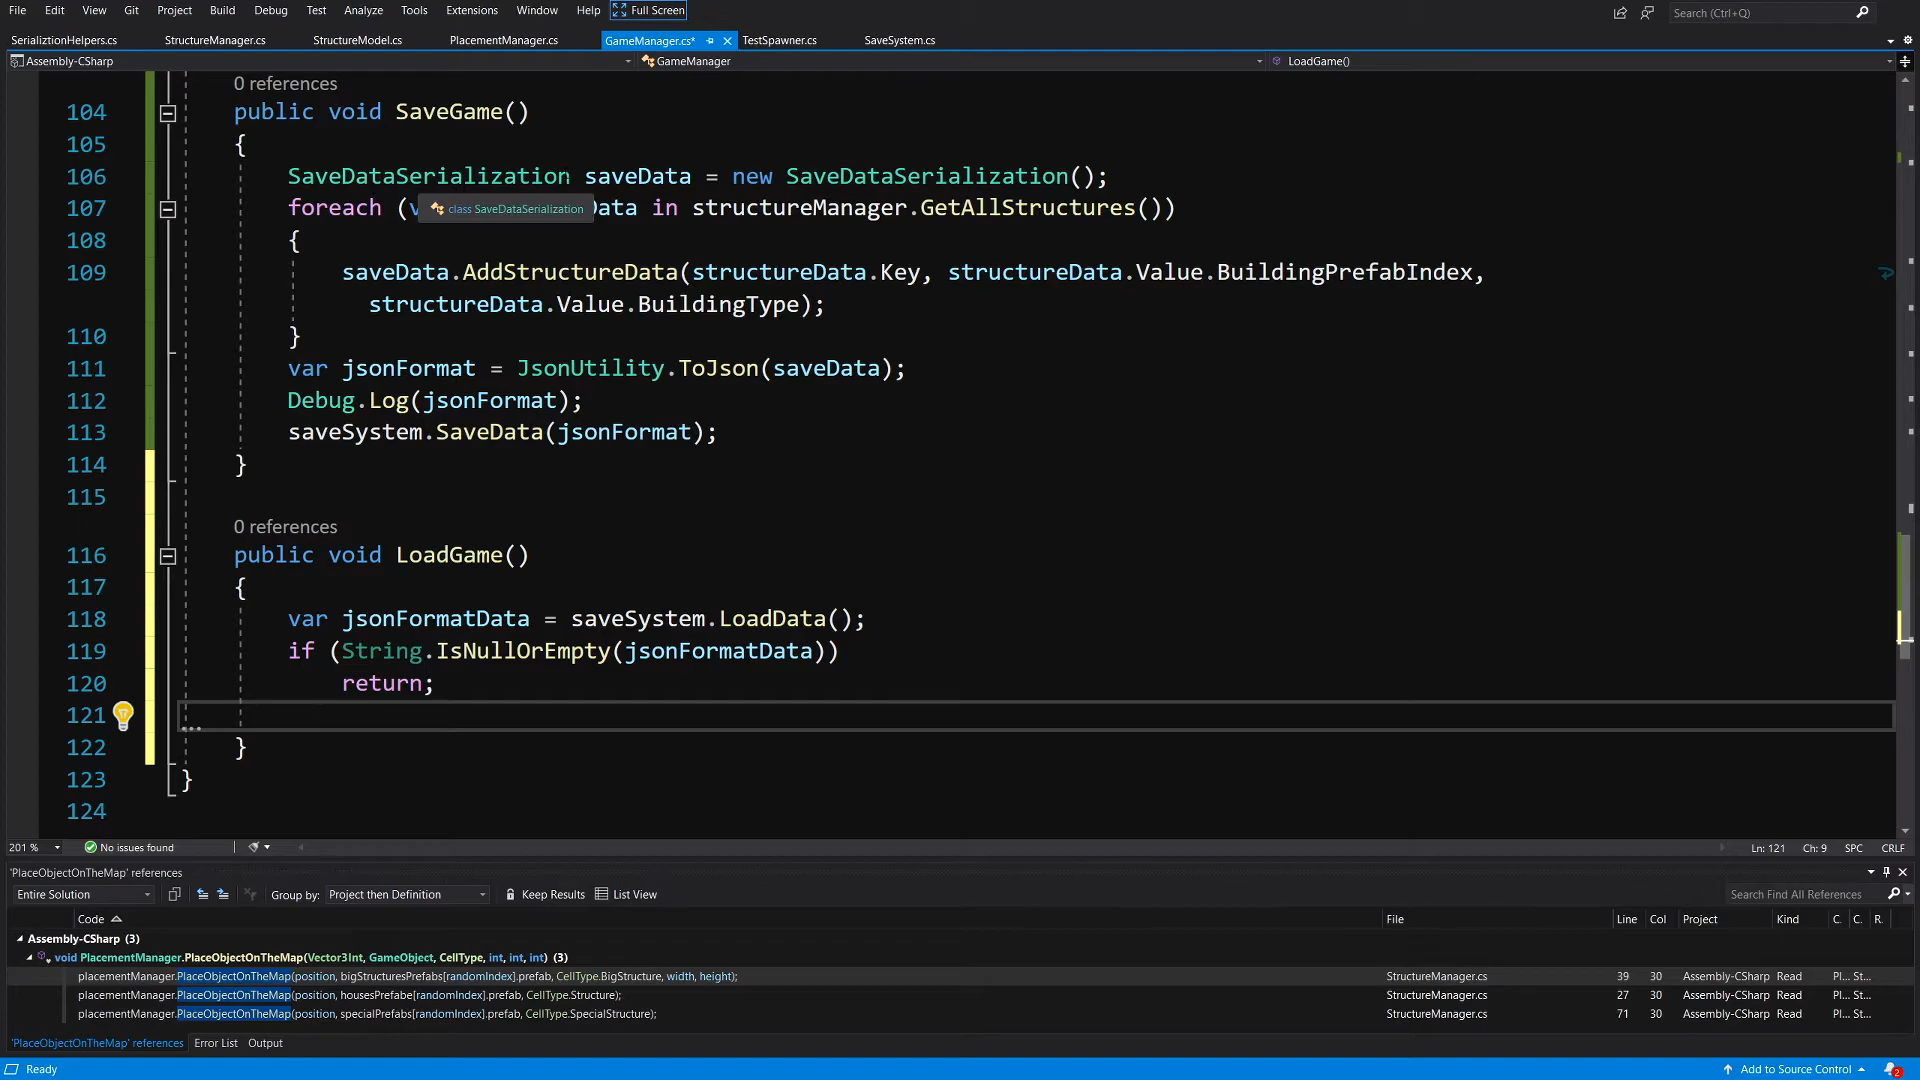 File Edit View Git Project Build Debug Test Analyze Tools Extensions Window Help Full Screen Search (Ctrl+Q)
SerializtionHelpers.cs StructureManager.cs StructureModel.cs PlacementManager.cs GameManager.cs* TestSpawner.cs SaveSystem.cs
Assembly-CSharp GameManager LoadGame()
0 references
104 public void SaveGame()
105 {
106 SaveDataSerialization saveData = new SaveDataSerialization();
107 foreach (v class SaveDataSerialization Data in structureManager.GetAllStructures())
108 {
109 saveData.AddStructureData(structureData.Key, structureData.Value.BuildingPrefabIndex,
structureData.Value.BuildingType);
110 }
111 var jsonFormat = JsonUtility.ToJson(saveData);
112 Debug.Log(jsonFormat);
113 saveSystem.SaveData(jsonFormat);
114 }
115
0 references
116 public void LoadGame()
117 {
118 var jsonFormatData = saveSystem.LoadData();
119 if (String.IsNullOrEmpty(jsonFormatData))
120 return;
121
122 }
123 }
124
201 % No issues found Ln: 121 Ch: 9 SPC CRLF
'PlaceObjectOnTheMap' references
Entire Solution Group by: Project then Definition Keep Results List View Search Find All References
Code File Line Col Project Kind C. C. R.
Assembly-CSharp (3)
void PlacementManager.PlaceObjectOnTheMap(Vector3Int, GameObject, CellType, int, int, int) (3)
placementManager.PlaceObjectOnTheMap(position, bigStructuresPrefabs[randomIndex].prefab, CellType.BigStructure, width, height); StructureManager.cs 39 30 Assembly-CSharp Read Pl... St...
placementManager.PlaceObjectOnTheMap(position, housesPrefabe[randomIndex].prefab, CellType.Structure); StructureManager.cs 27 30 Assembly-CSharp Read Pl... St...
placementManager.PlaceObjectOnTheMap(position, specialPrefabs[randomIndex].prefab, CellType.SpecialStructure); StructureManager.cs 71 30 Assembly-CSharp Read Pl... St...
'PlaceObjectOnTheMap' references Error List Output
Ready Add to Source Control 2